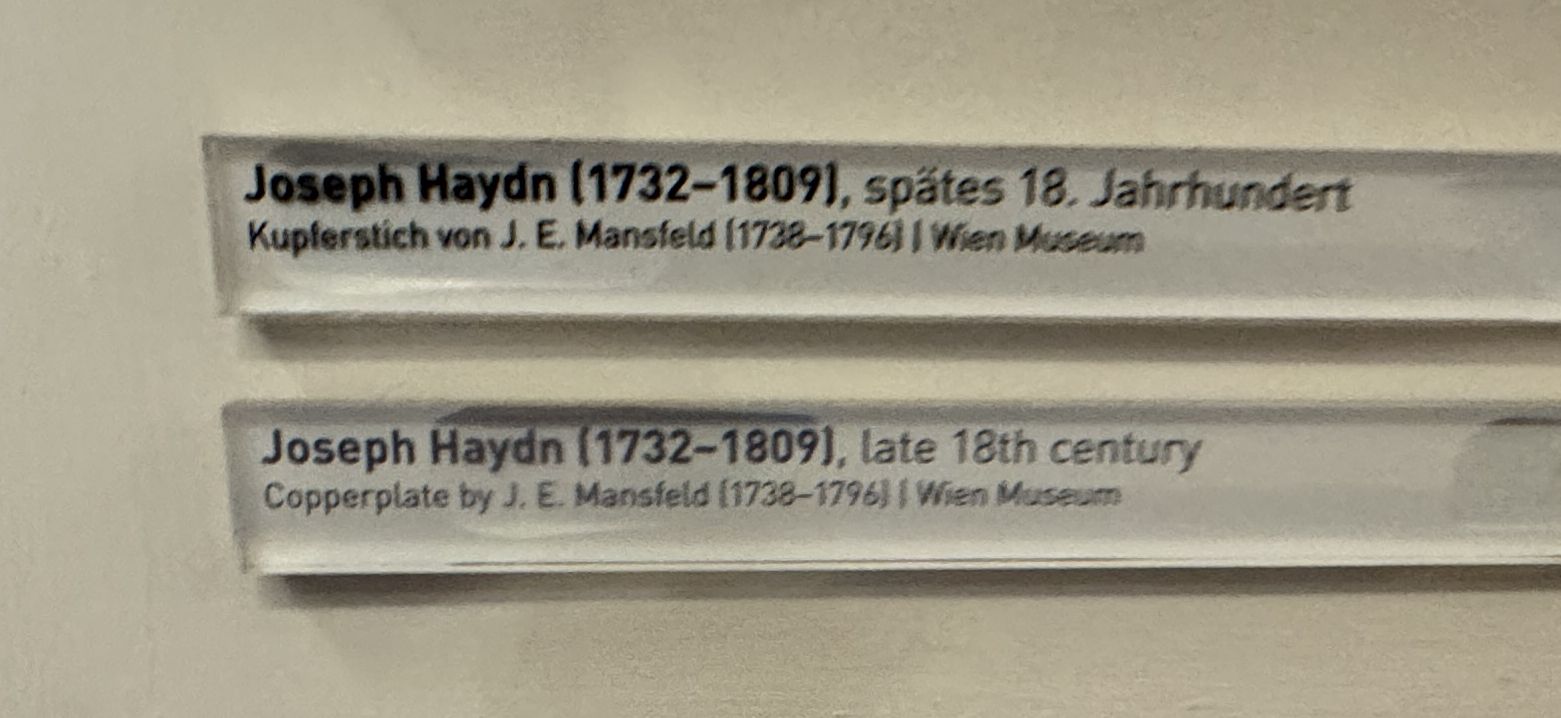 Joseph Haydn (1732–1809), spätes 18. Jahrhundert
Kupferstich von J. E. Mansfeld (1738–1796) | Wien Museum
Joseph Haydn (1732–1809), late 18th century
Copperplate by J. E. Mansfeld (1738–1796) | Wien Museum